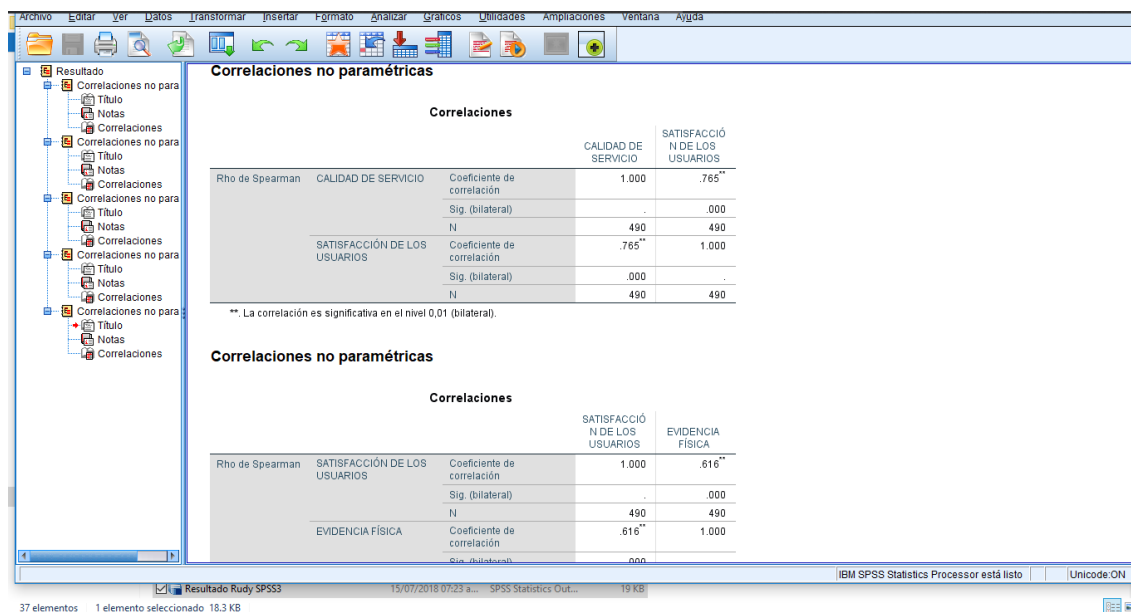 Archivo Editar Ver Datos Transformar Insertar Formato Analizar Gráficos Utilidades Ampliaciones Ventana Ayuda
Resultado
Correlaciones no para
Título
Notas
Correlaciones
Correlaciones no para
Título
Notas
Correlaciones
Correlaciones no para
Título
Notas
Correlaciones
Correlaciones no para
Título
Notas
Correlaciones
Correlaciones no para
Título
Notas
Correlaciones
Correlaciones no paramétricas
Correlaciones
CALIDAD DE SERVICIO
SATISFACCIÓ
N DE LOS
USUARIOS
Rho de Spearman CALIDAD DE SERVICIO Coeficiente de correlación 1.000 .765**
Sig. (bilateral) . .000
N 490 490
SATISFACCIÓN DE LOS USUARIOS Coeficiente de correlación .765** 1.000
Sig. (bilateral) .000 .
N 490 490
**. La correlación es significativa en el nivel 0,01 (bilateral).
Correlaciones no paramétricas
Correlaciones
SATISFACCIÓ
N DE LOS
USUARIOS
EVIDENCIA FÍSICA
Rho de Spearman SATISFACCIÓN DE LOS USUARIOS Coeficiente de correlación 1.000 .616**
Sig. (bilateral) . .000
N 490 490
EVIDENCIA FÍSICA Coeficiente de correlación .616** 1.000
Sig. (bilateral) .000
IBM SPSS Statistics Processor está listo Unicode:ON
Resultado Rudy SPSS3 15/07/2018 07:23 a... SPSS Statistics Out... 19 KB
37 elementos 1 elemento seleccionado 18.3 KB